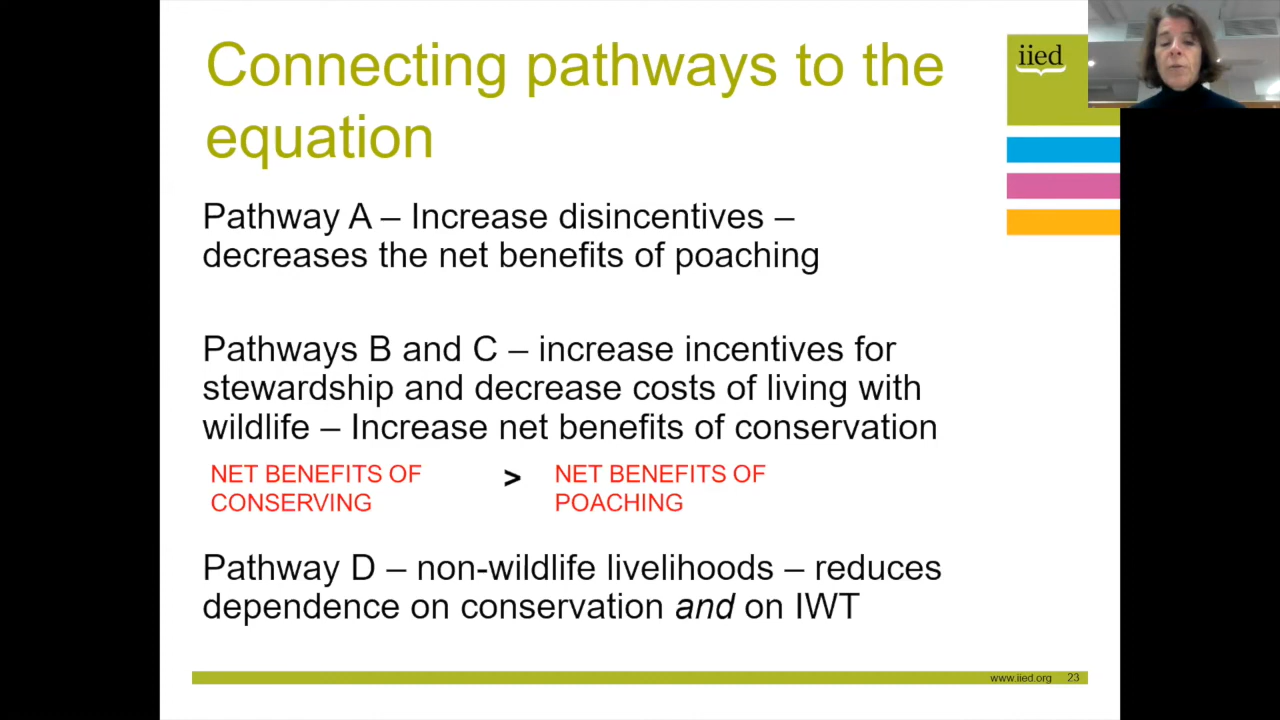 Connecting pathways to the
equation
iied
Pathway A – Increase disincentives –
decreases the net benefits of poaching
Pathways B and C – increase incentives for
stewardship and decrease costs of living with
wildlife – Increase net benefits of conservation
NET BENEFITS OF
CONSERVING
>
NET BENEFITS OF
POACHING
Pathway D – non-wildlife livelihoods – reduces
dependence on conservation and on IWT
www.iied.org 23